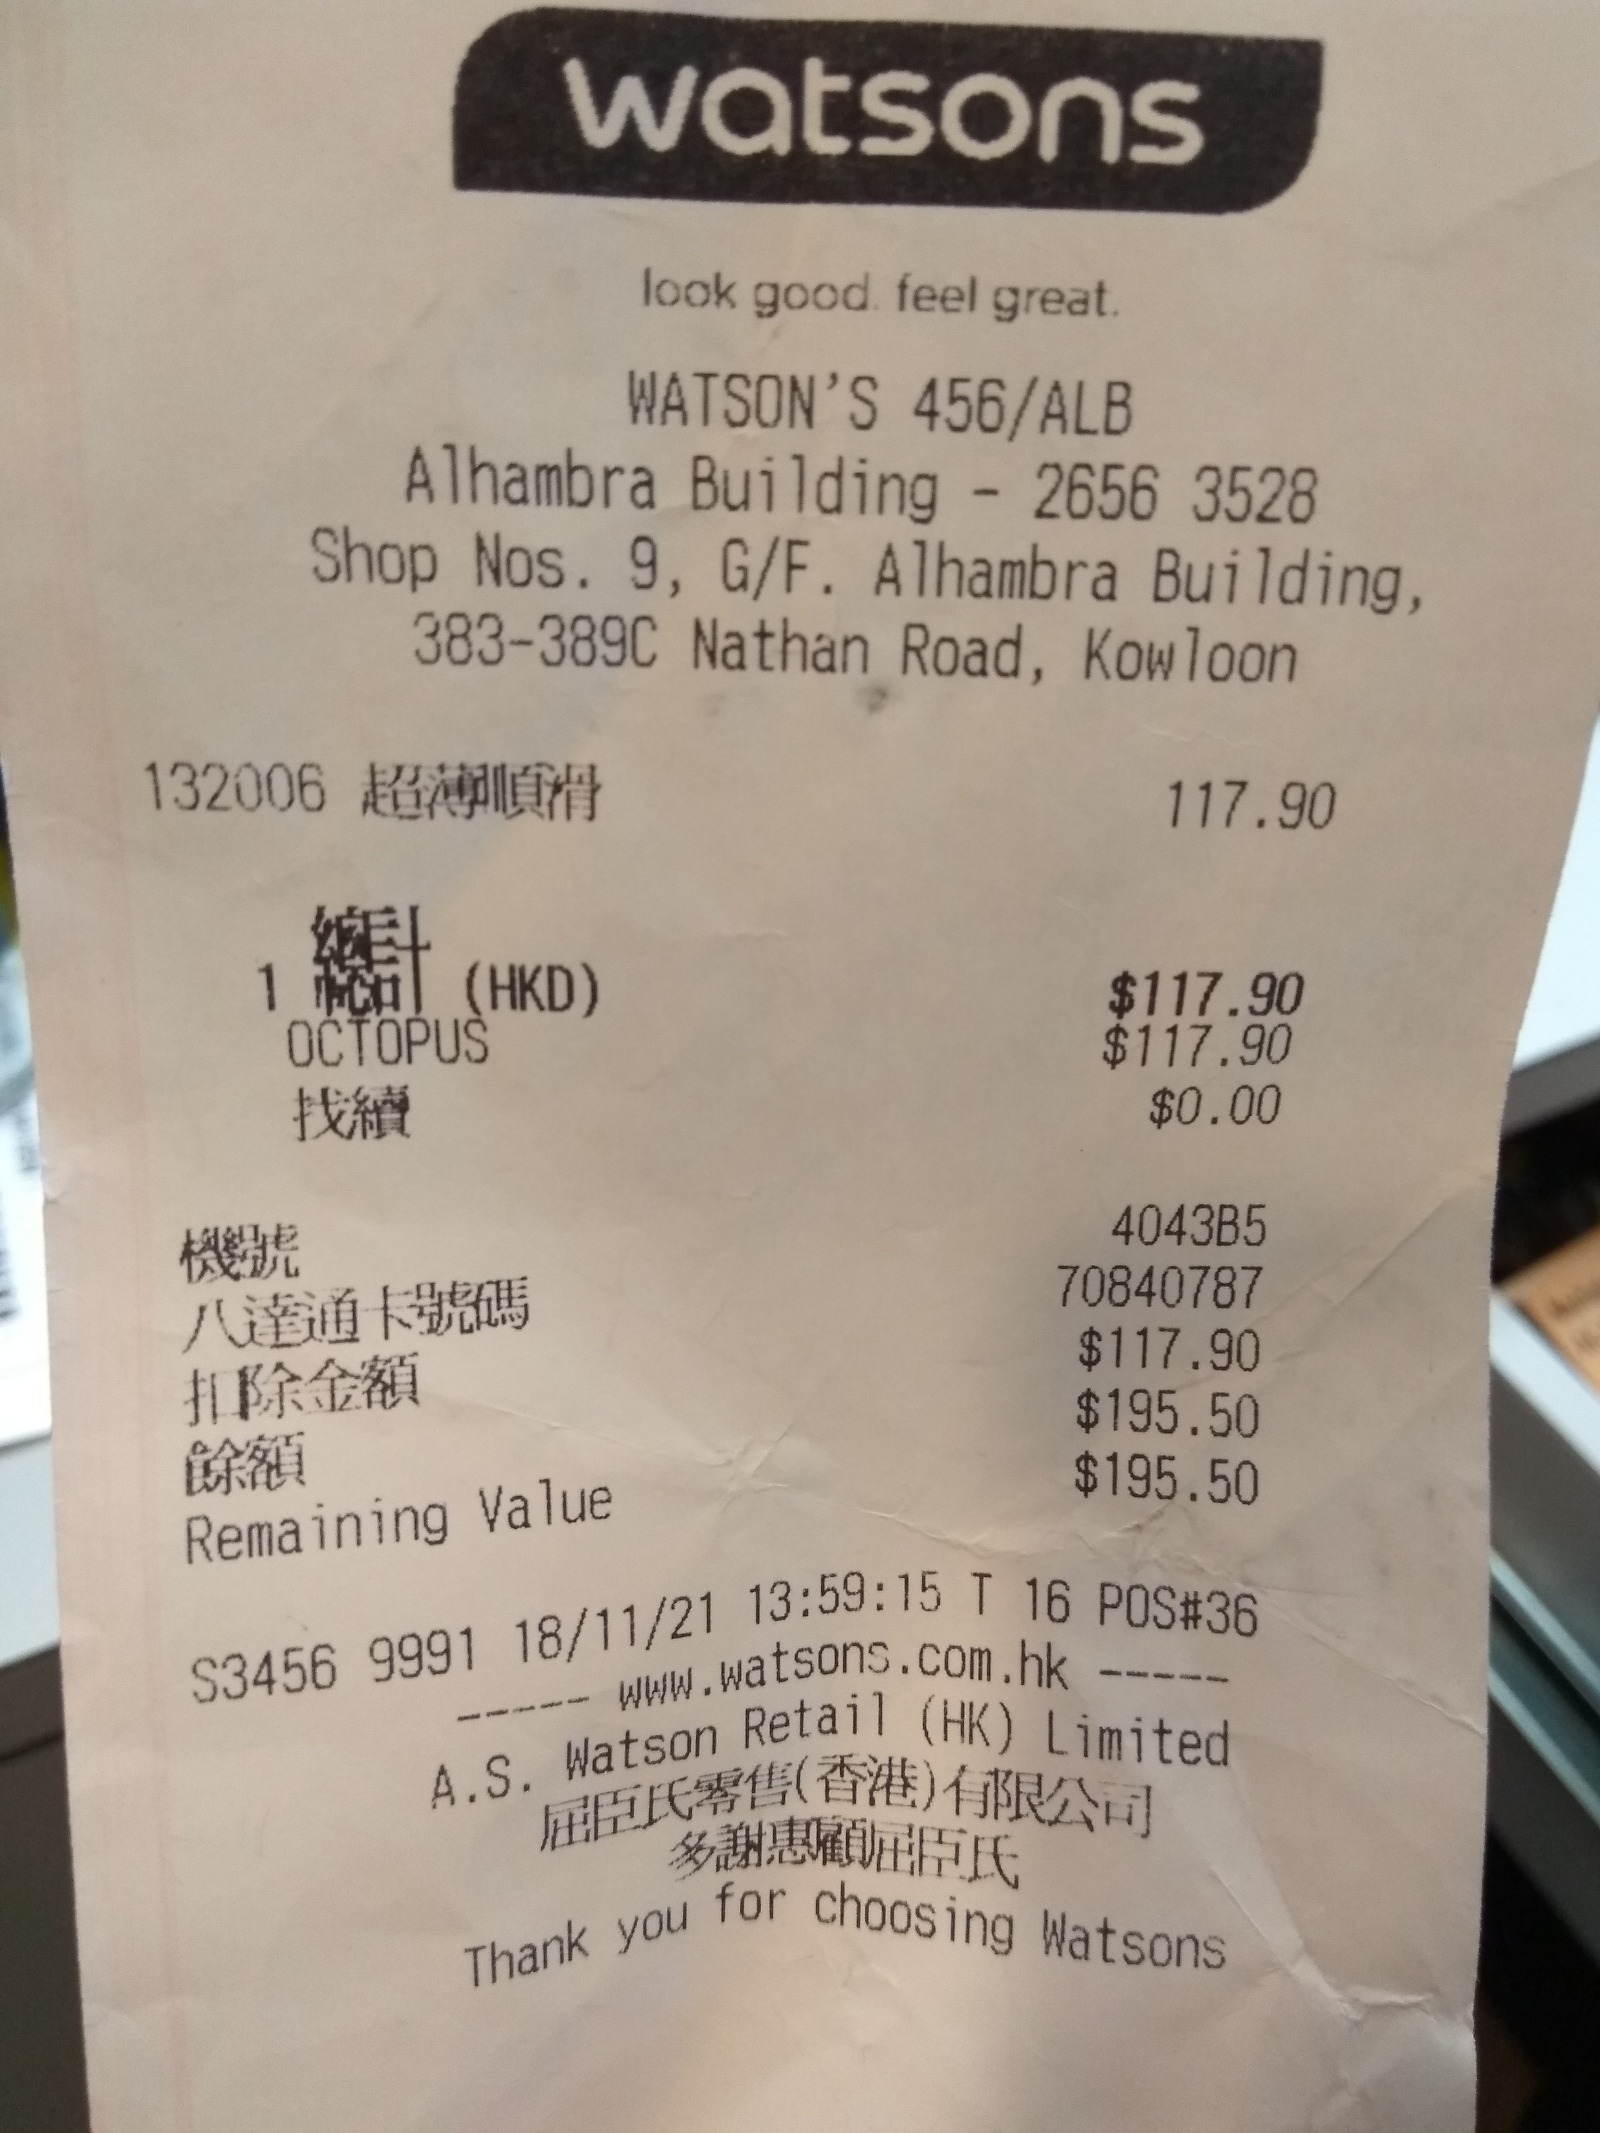 watsons
look good. feel great.
WATSON'S 456/ALB
Alhambra Building - 2656 3528
Shop Nos. 9, G/F. Alhambra Building,
383-389C Nathan Road, Kowloon
132006 超薄順滑 117.90
1 總計 (HKD) $117.90
OCTOPUS $117.90
找續 $0.00
機號 4043B5
八達通卡號碼 70840787
扣除金額 $117.90
餘額 $195.50
Remaining Value $195.50
S3456 9991 18/11/21 13:59:15 T 16 POS#36
----- www.watsons.com.hk -----
A.S. Watson Retail (HK) Limited
屈臣氏零售(香港)有限公司
多謝惠顧屈臣氏
Thank you for choosing Watsons